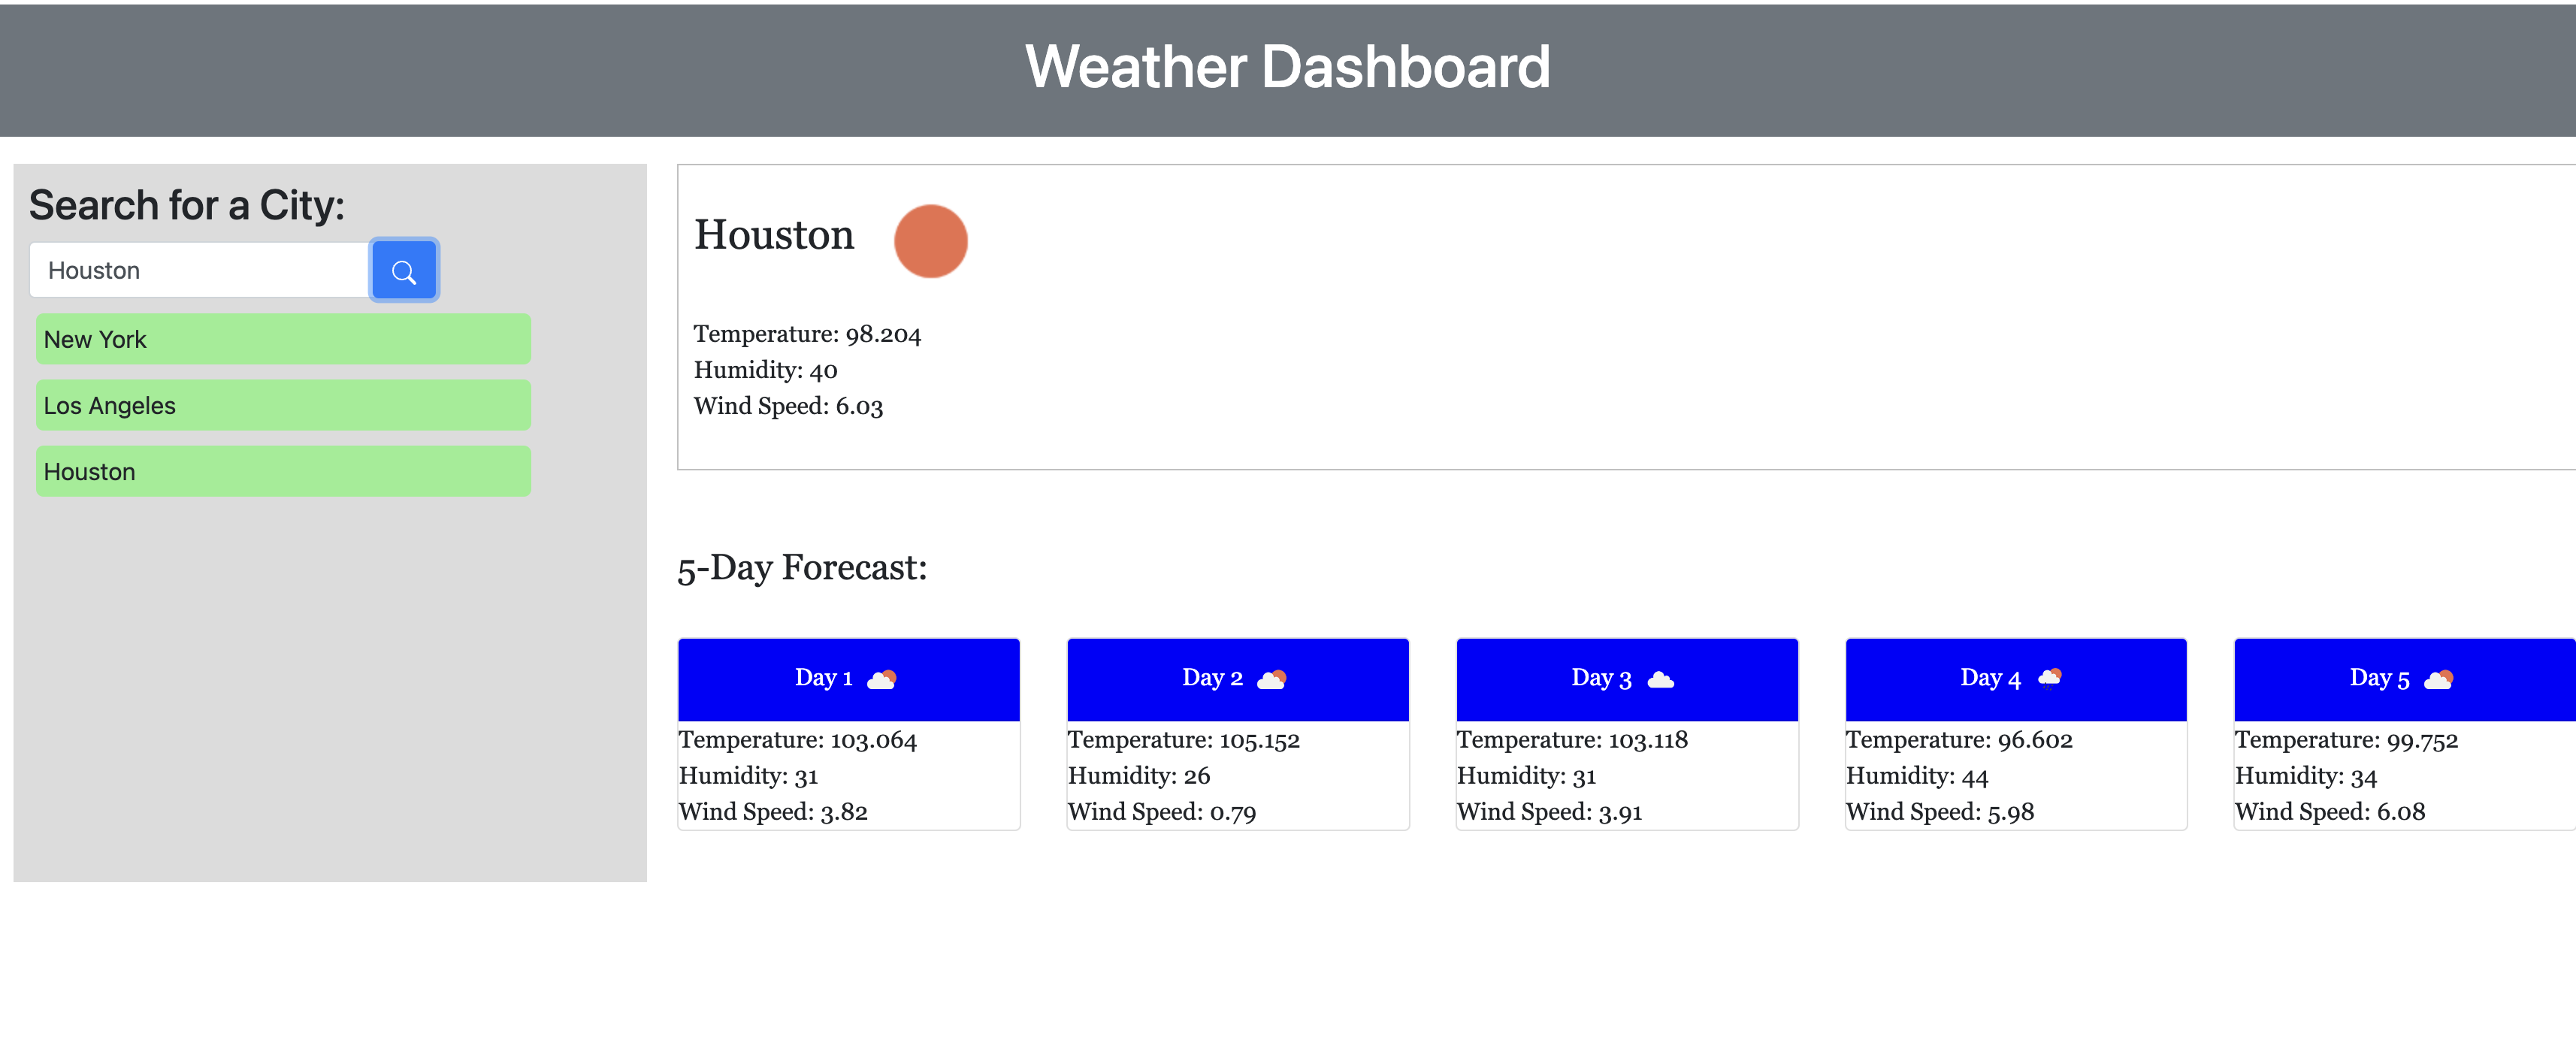 Weather Dashboard
Search for a City:
Houston
New York
Los Angeles
Houston
Houston
Temperature: 98.204
Humidity: 40
Wind Speed: 6.03
5-Day Forecast:
Day 1
Temperature: 103.064
Humidity: 31
Wind Speed: 3.82
Day 2
Temperature: 105.152
Humidity: 26
Wind Speed: 0.79
Day 3
Temperature: 103.118
Humidity: 31
Wind Speed: 3.91
Day 4
Temperature: 96.602
Humidity: 44
Wind Speed: 5.98
Day 5
Temperature: 99.752
Humidity: 34
Wind Speed: 6.08